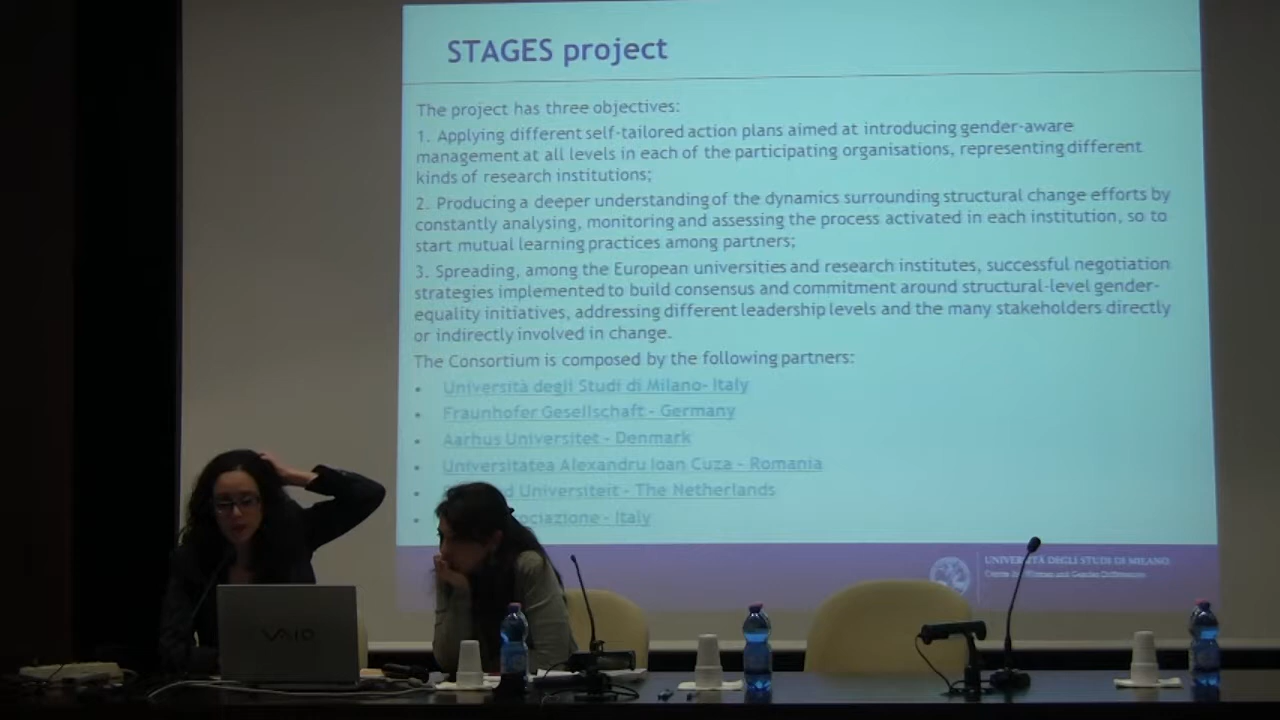 STAGES project
The project has three objectives:
1. Applying different self-tailored action plans aimed at introducing gender-aware
management at all levels in each of the participating organisations, representing different
kinds of research institutions;
2. Producing a deeper understanding of the dynamics surrounding structural change efforts by
constantly analysing, monitoring and assessing the process activated in each institution, so to
start mutual learning practices among partners;
3. Spreading, among the European universities and research institutes, successful negotiation
strategies implemented to build consensus and commitment around structural-level gender-
equality initiatives, addressing different leadership levels and the many stakeholders directly
or indirectly involved in change.
The Consortium is composed by the following partners:
• Università degli Studi di Milano- Italy
• Fraunhofer Gesellschaft - Germany
• Aarhus Universitet - Denmark
• Universitatea Alexandru Ioan Cuza - Romania
• Universiteit - The Netherlands
• - Italy
UNIVERSITÀ DEGLI STUDI DI MILANO
VAIO